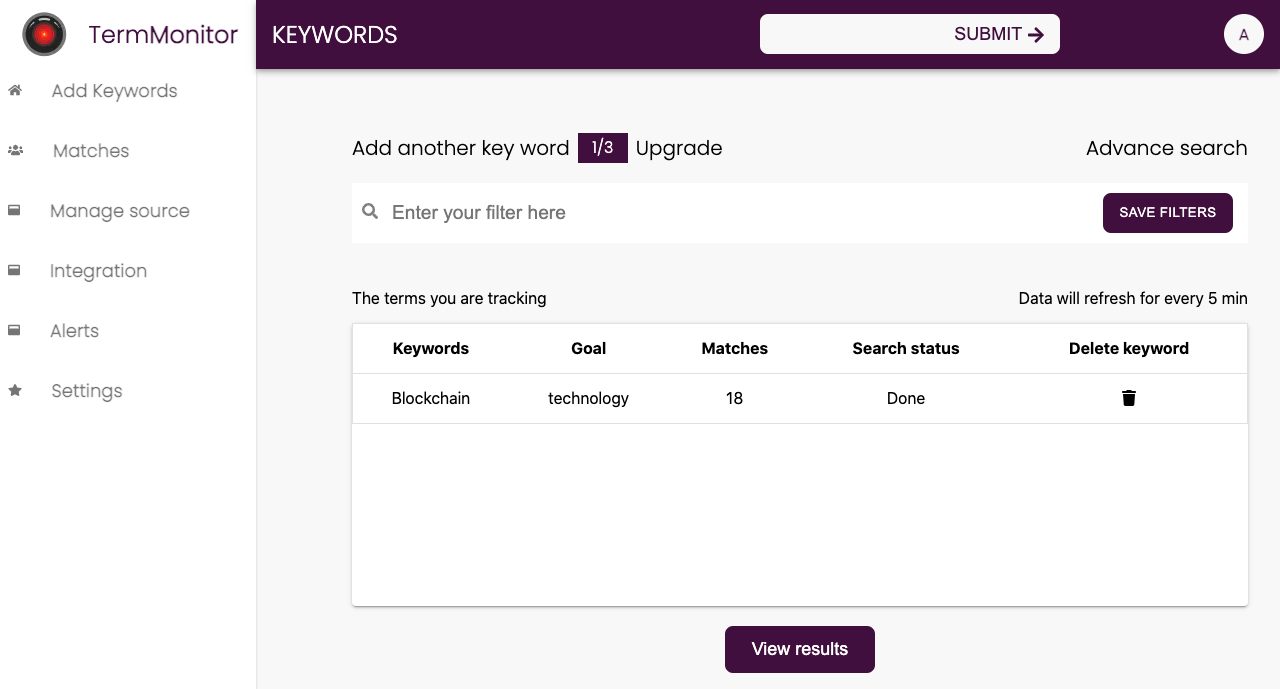 TermMonitor
KEYWORDS
SUBMIT
A
Add Keywords
Matches
Manage source
Integration
Alerts
Settings
Add another key word 1/3 Upgrade
Advance search
Enter your filter here
SAVE FILTERS
The terms you are tracking
Data will refresh for every 5 min
Keywords Goal Matches Search status Delete keyword
Blockchain technology 18 Done
View results